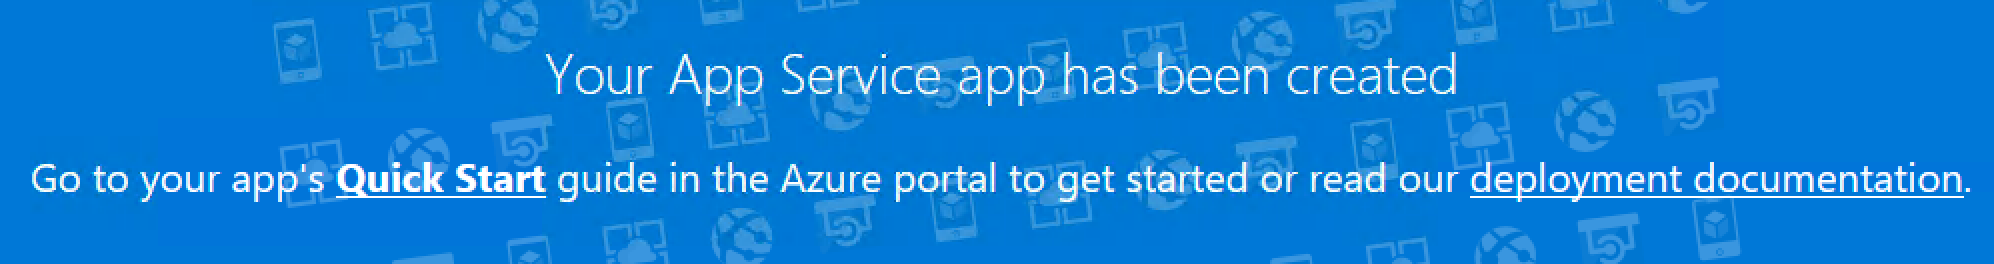 Your App Service app has been created
Go to your app's Quick Start guide in the Azure portal to get started or read our deployment documentation.